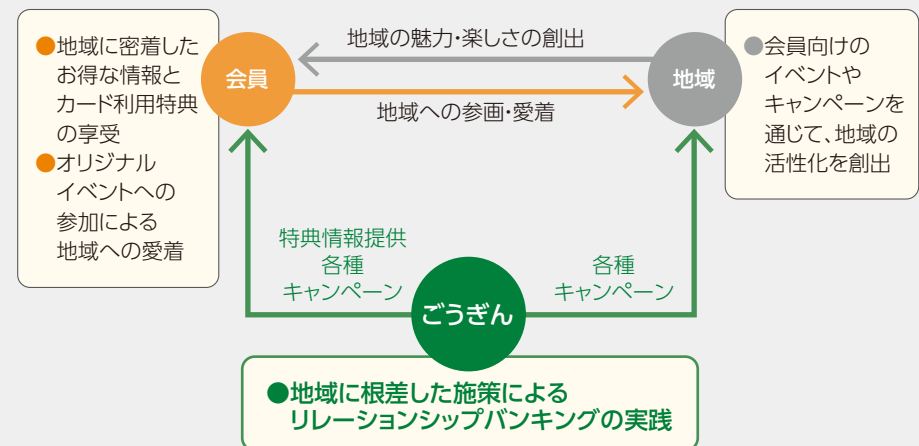 ●地域に密着した
お得な情報と
カード利用特典
の享受
●オリジナル
イベントへの
参加による
地域への愛着
会員
地域の魅力・楽しさの創出
地域への参画・愛着
地域
●会員向けの
イベントや
キャンペーンを
通じて、地域の
活性化を創出
特典情報提供
各種
キャンペーン
ごうぎん
各種
キャンペーン
●地域に根差した施策による
リレーションシップバンキングの実践